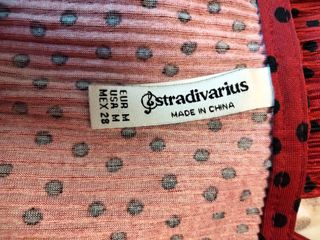 EUR M
USA M
MEX 28
stradivarius
MADE IN CHINA